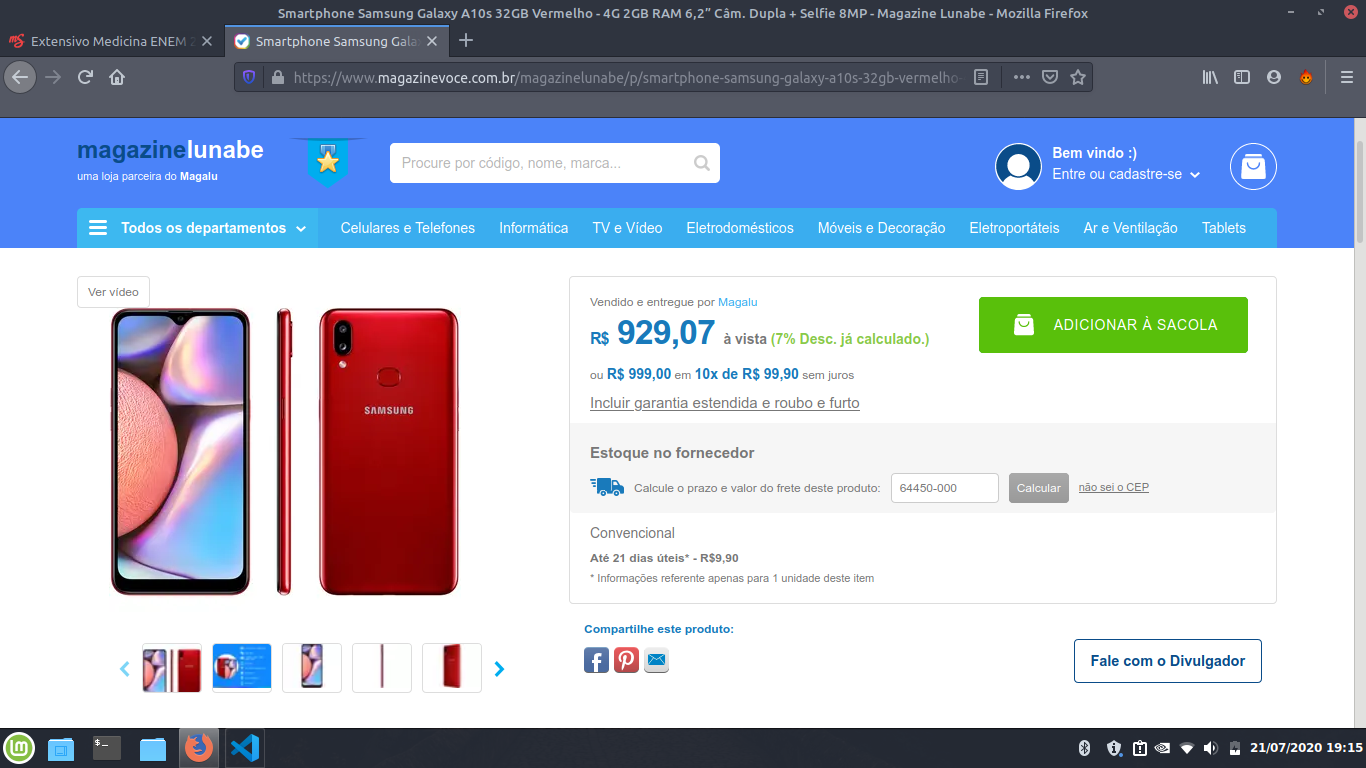 Smartphone Samsung Galaxy A10s 32GB Vermelho - 4G 2GB RAM 6,2” Câm. Dupla + Selfie 8MP - Magazine Lunabe - Mozilla Firefox
Extensivo Medicina ENEM 2
Smartphone Samsung Gala
https://www.magazinevoce.com.br/magazinelunabe/p/smartphone-samsung-galaxy-a10s-32gb-vermelho-
magazinelunabe
uma loja parceira do Magalu
Procure por código, nome, marca...
Bem vindo :)
Entre ou cadastre-se
Todos os departamentos
Celulares e Telefones
Informática
TV e Vídeo
Eletrodomésticos
Móveis e Decoração
Eletroportáteis
Ar e Ventilação
Tablets
Ver vídeo
SAMSUNG
Vendido e entregue por Magalu
R$ 929,07 à vista (7% Desc. já calculado.)
ADICIONAR À SACOLA
ou R$ 999,00 em 10x de R$ 99,90 sem juros
Incluir garantia estendida e roubo e furto
Estoque no fornecedor
Calcule o prazo e valor do frete deste produto:
64450-000
Calcular
não sei o CEP
Convencional
Até 21 dias úteis* - R$9,90
* Informações referente apenas para 1 unidade deste item
Compartilhe este produto:
Fale com o Divulgador
21/07/2020 19:15